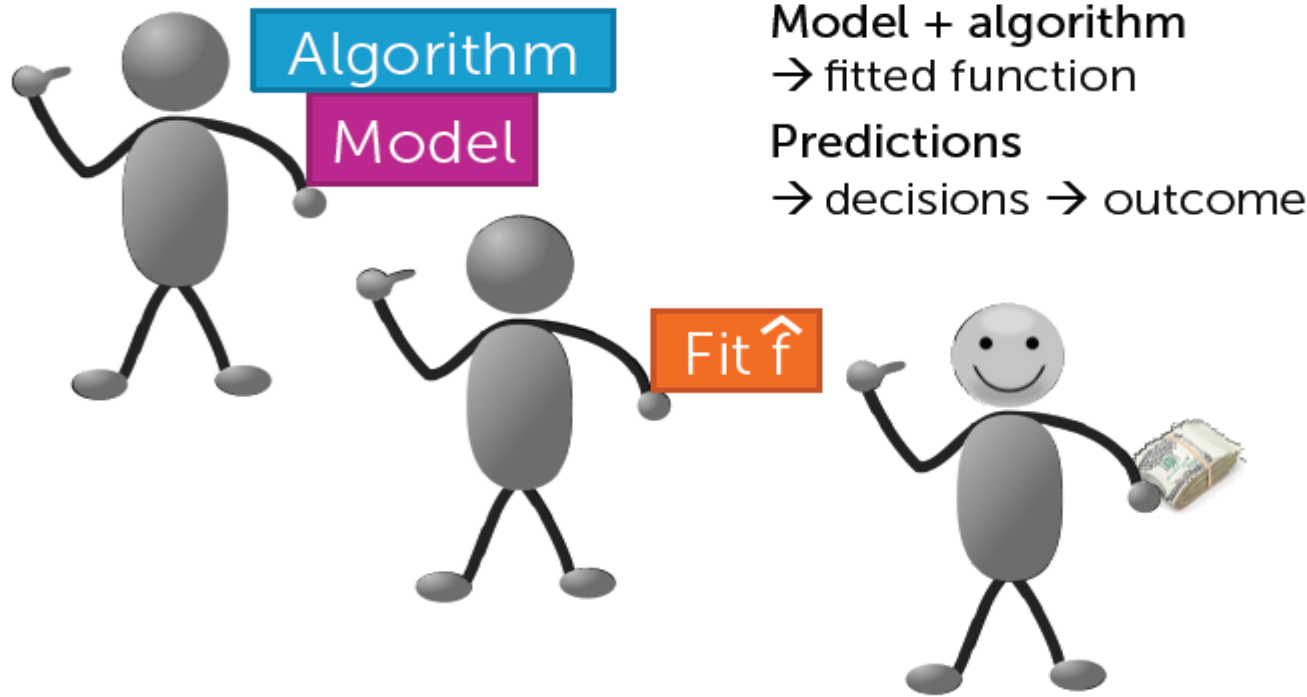 Algorithm
Model
Model + algorithm
→ fitted function
Predictions
→ decisions → outcome
Fit f̂